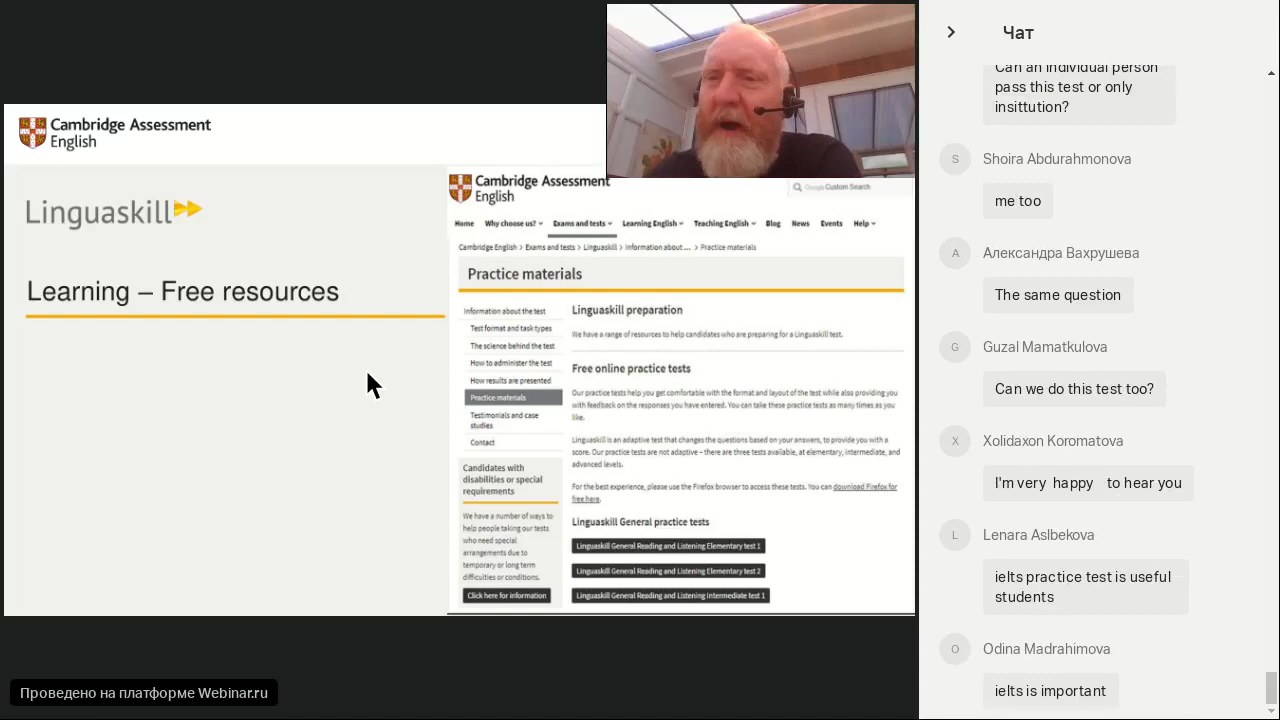 Cambridge Assessment
English
Linguaskill
Learning – Free resources
Cambridge Assessment
English
Google Custom Search
Home Why choose us? Exams and tests Learning English Teaching English Blog News Events Help
Cambridge English > Exams and tests > Linguaskill > Information about ... > Practice materials
Practice materials
Information about the test
Test format and task types
The science behind the test
How to administer the test
How results are presented
Practice materials
Testimonials and case
studies
Contact
Candidates with
disabilities or special
requirements
We have a number of ways to
help people taking our tests
who need special
arrangements due to
temporary or long term
difficulties or conditions.
Click here for information
Linguaskill preparation
We have a range of resources to help candidates who are preparing for a Linguaskill test.
Free online practice tests
Our practice tests help you get comfortable with the format and layout of the test while also providing you
with feedback on the responses you have entered. You can take these practice tests as many times as you
like.
Linguaskill is an adaptive test that changes the questions based on your answers, to provide you with a
score. Our practice tests are not adaptive – there are three tests available, at elementary, intermediate, and
advanced levels.
For the best experience, please use the Firefox browser to access these tests. You can download Firefox for
free here.
Linguaskill General practice tests
Linguaskill General Reading and Listening Elementary test 1
Linguaskill General Reading and Listening Elementary test 2
Linguaskill General Reading and Listening Intermediate test 1
Проведено на платформе Webinar.ru
Чат
Can an individual person
pass this test or only
insittution?
S
Shoira Abdurahmonova
me too
A
Александра Вахрушева
The same question
G
Guzal Mamatkulova
I colud't this site too?
X
Xolidaxon Koromatova
I m very happy to hear you
L
Lenara Adbekova
ielts practice test is useful
students
O
Odina Madrahimova
ielts is important